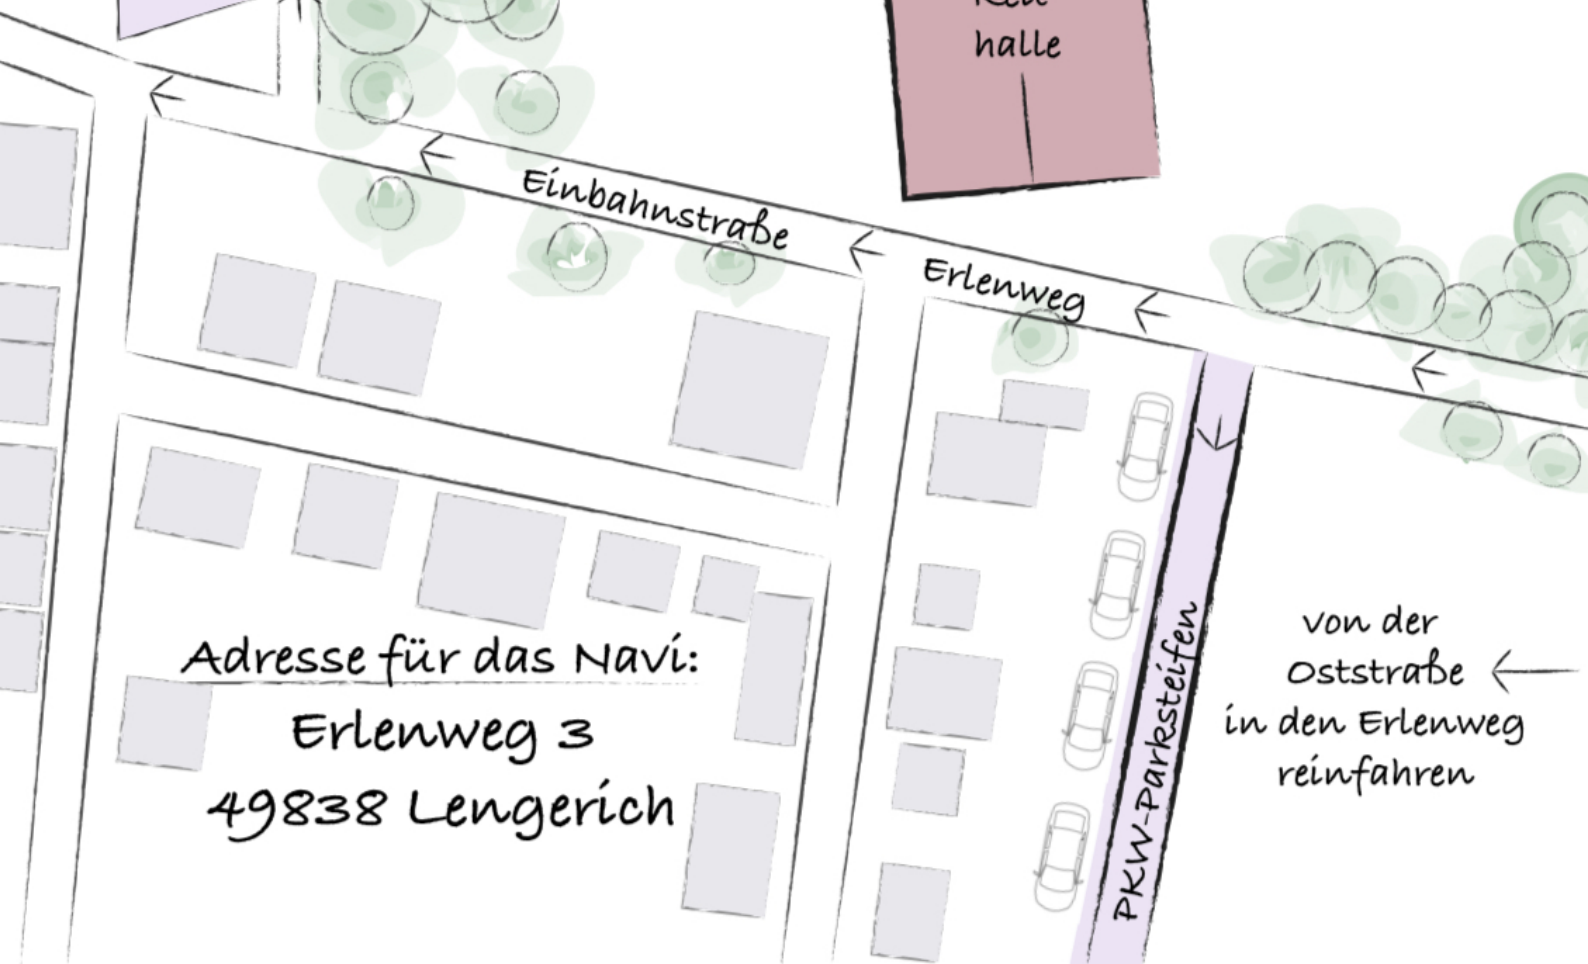 halle
Einbahnstraße
Erlenweg
PKW-Parksteifen
von der
Oststraße
in den Erlenweg
reinfahren
Adresse für das Navi:
Erlenweg 3
49838 Lengerich